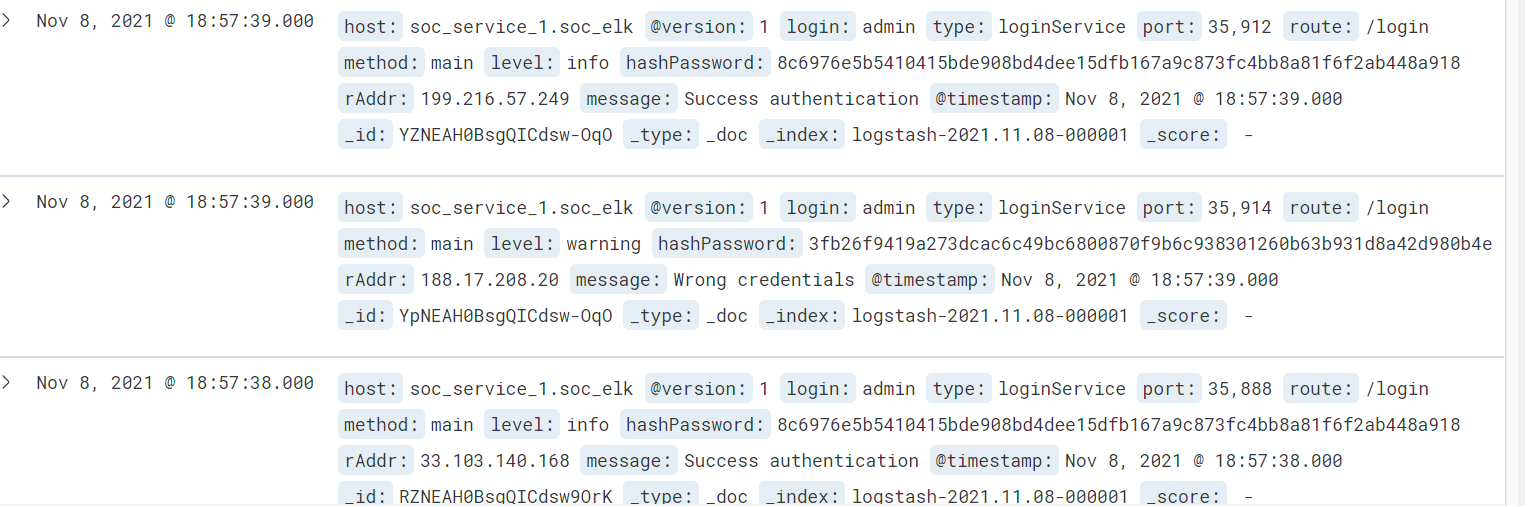 Nov 8, 2021 @ 18:57:39.000 host: soc_service_1.soc_elk @version: 1 login: admin type: loginService port: 35,912 route: /login
method: main level: info hashPassword: 8c6976e5b5410415bde908bd4dee15dfb167a9c873fc4bb8a81f6f2ab448a918
rAddr: 199.216.57.249 message: Success authentication @timestamp: Nov 8, 2021 @ 18:57:39.000
_id: YZNEAH0BsgQICdsw-OqO _type: _doc _index: logstash-2021.11.08-000001 _score: -
Nov 8, 2021 @ 18:57:39.000 host: soc_service_1.soc_elk @version: 1 login: admin type: loginService port: 35,914 route: /login
method: main level: warning hashPassword: 3fb26f9419a273dcac6c49bc6800870f9b6c938301260b63b931d8a42d980b4e
rAddr: 188.17.208.20 message: Wrong credentials @timestamp: Nov 8, 2021 @ 18:57:39.000
_id: YpNEAH0BsgQICdsw-OqO _type: _doc _index: logstash-2021.11.08-000001 _score: -
Nov 8, 2021 @ 18:57:38.000 host: soc_service_1.soc_elk @version: 1 login: admin type: loginService port: 35,888 route: /login
method: main level: info hashPassword: 8c6976e5b5410415bde908bd4dee15dfb167a9c873fc4bb8a81f6f2ab448a918
rAddr: 33.103.140.168 message: Success authentication @timestamp: Nov 8, 2021 @ 18:57:38.000
_id: RZNEAH0BsgQICdsw9OrK _type: _doc _index: logstash-2021.11.08-000001 _score: -